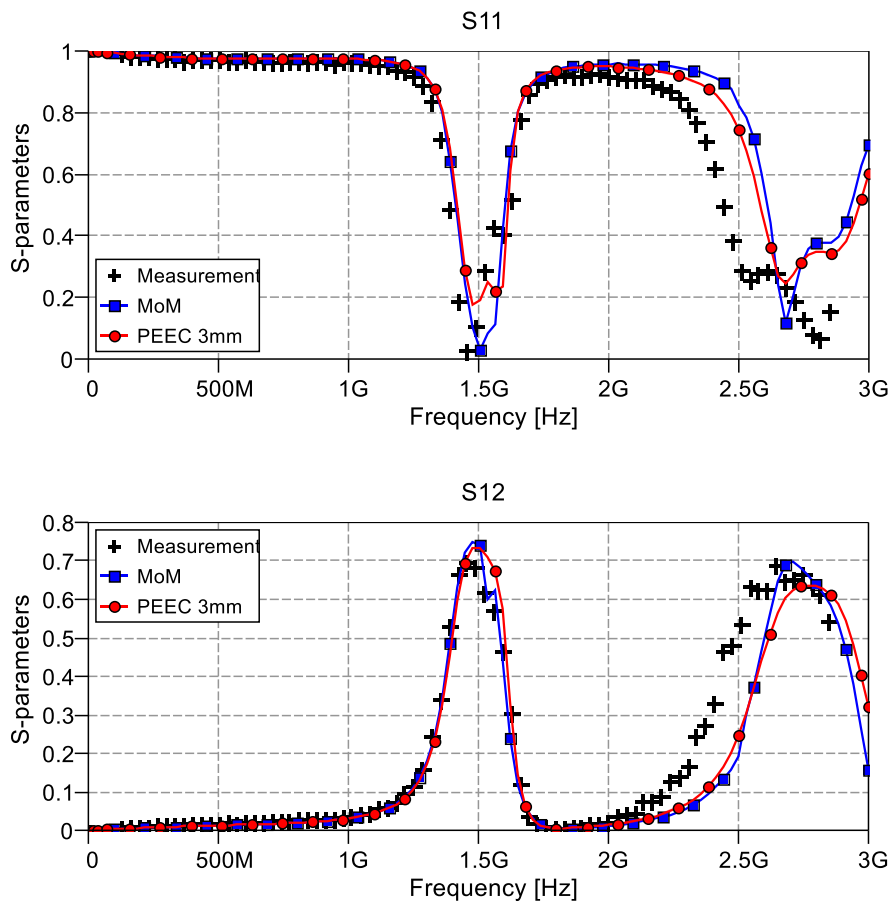 S11
S-parameters
1
0.8
0.6
0.4
0.2
0
Measurement
MoM
PEEC 3mm
0 500M 1G 1.5G 2G 2.5G 3G
Frequency [Hz]
S12
S-parameters
0.8
0.7
0.6
0.5
0.4
0.3
0.2
0.1
0
Measurement
MoM
PEEC 3mm
0 500M 1G 1.5G 2G 2.5G 3G
Frequency [Hz]